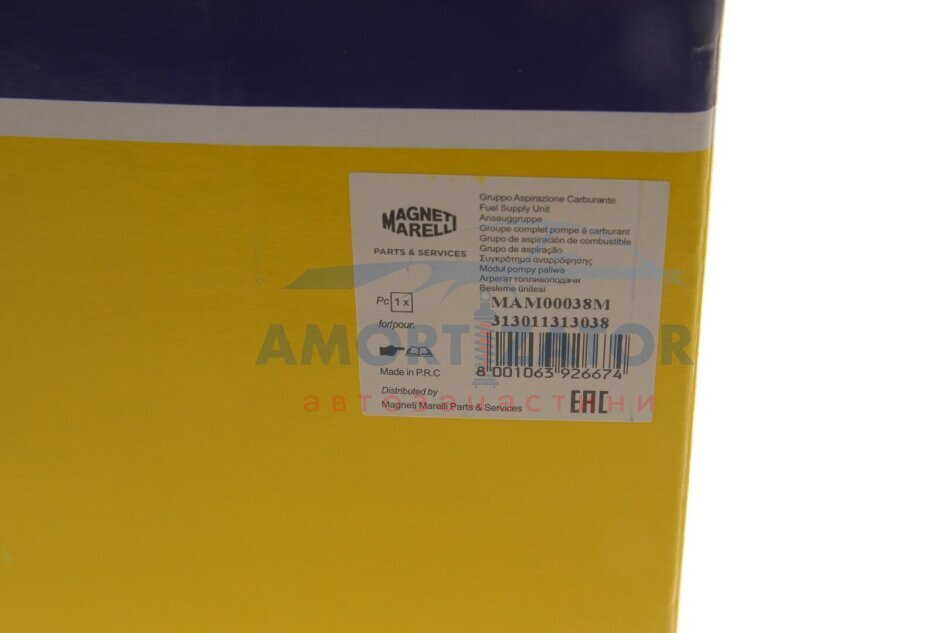 MAGNETI
MARELLI
PARTS & SERVICES
Gruppo Aspirazione Carburante
Fuel Supply Unit
Ansauggruppe
Groupe complet pompe à carburant
Grupo de aspiración de combustible
Grupo de aspiração
Συγκρότημα αναρρόφησης
Moduł pompy paliwa
Агрегат топливоподачи
Besleme ünitesi
Pc 1 x
MAM00038M
313011313038
for/pour:
AMORTIZATOR
Made in P.R.C
8 001063 926674
Distributed by
автозапчастини
Magneti Marelli Parts & Services
EAC